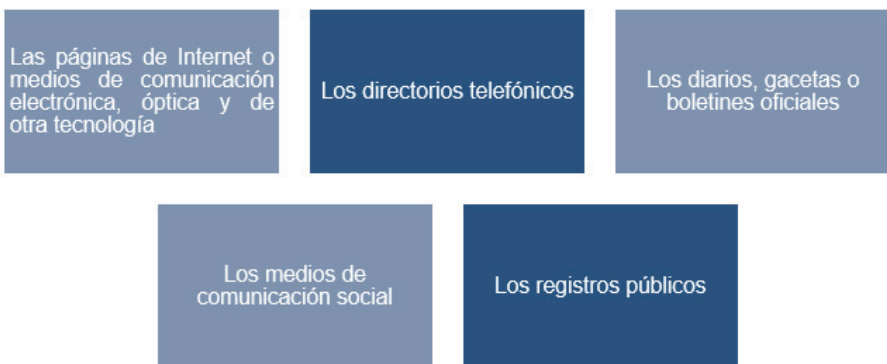 Las páginas de Internet o
medios de comunicación
electrónica, óptica y de
otra tecnología
Los directorios telefónicos
Los diarios, gacetas o
boletines oficiales
Los medios de
comunicación social
Los registros públicos